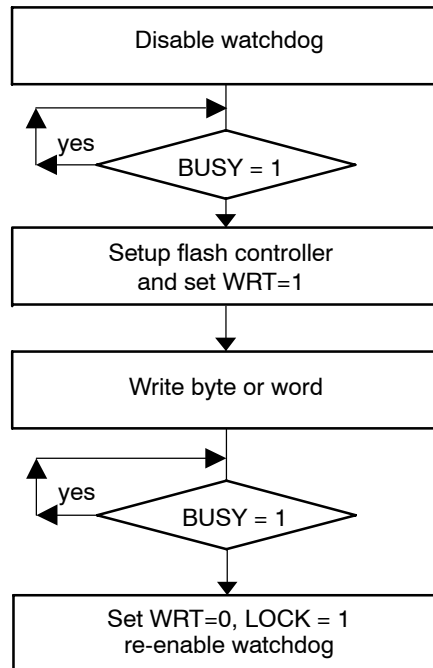 Disable watchdog
yes
BUSY = 1
Setup flash controller
and set WRT=1
Write byte or word
yes
BUSY = 1
Set WRT=0, LOCK = 1
re-enable watchdog